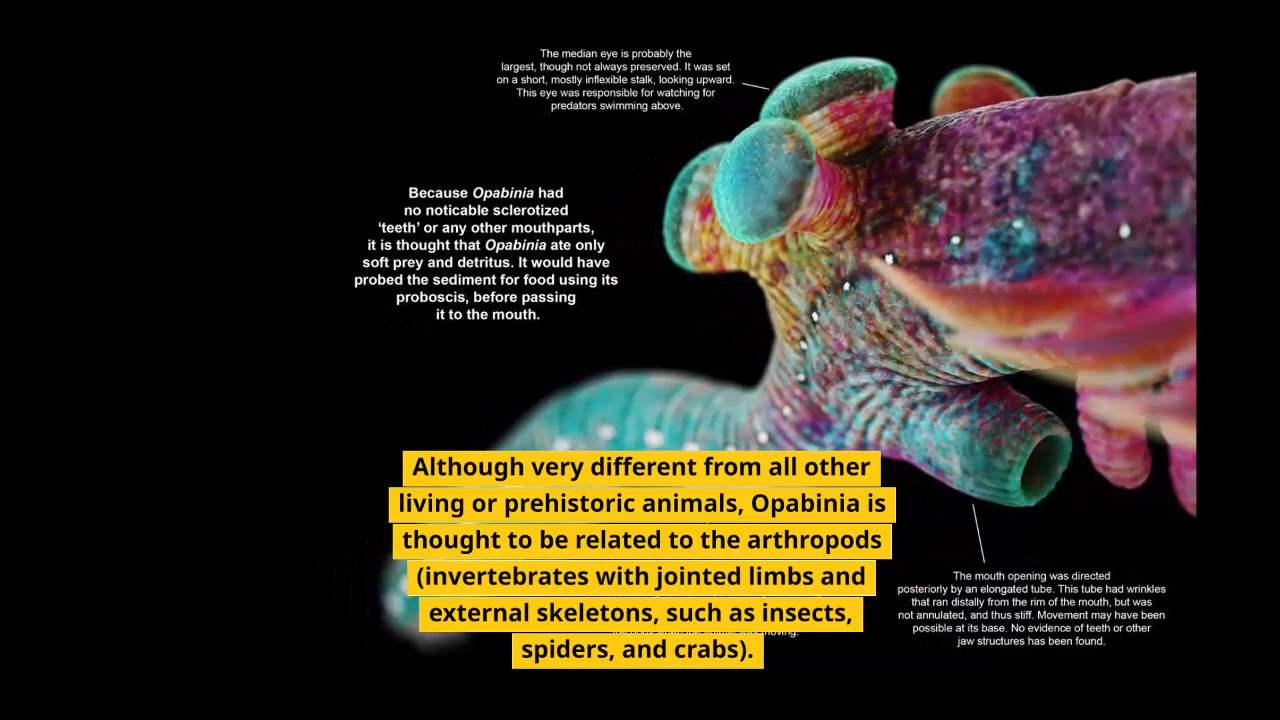 The median eye is probably the
largest, though not always preserved. It was set
on a short, mostly inflexible stalk, looking upward.
This eye was responsible for watching for
predators swimming above.
Because Opabinia had
no noticable sclerotized
‘teeth’ or any other mouthparts,
it is thought that Opabinia ate only
soft prey and detritus. It would have
probed the sediment for food using its
proboscis, before passing
it to the mouth.
Although very different from all other
living or prehistoric animals, Opabinia is
thought to be related to the arthropods
(invertebrates with jointed limbs and
external skeletons, such as insects,
spiders, and crabs).
The mouth opening was directed
posteriorly by an elongated tube. This tube had wrinkles
that ran distally from the rim of the mouth, but was
not annulated, and thus stiff. Movement may have been
possible at its base. No evidence of teeth or other
jaw structures has been found.